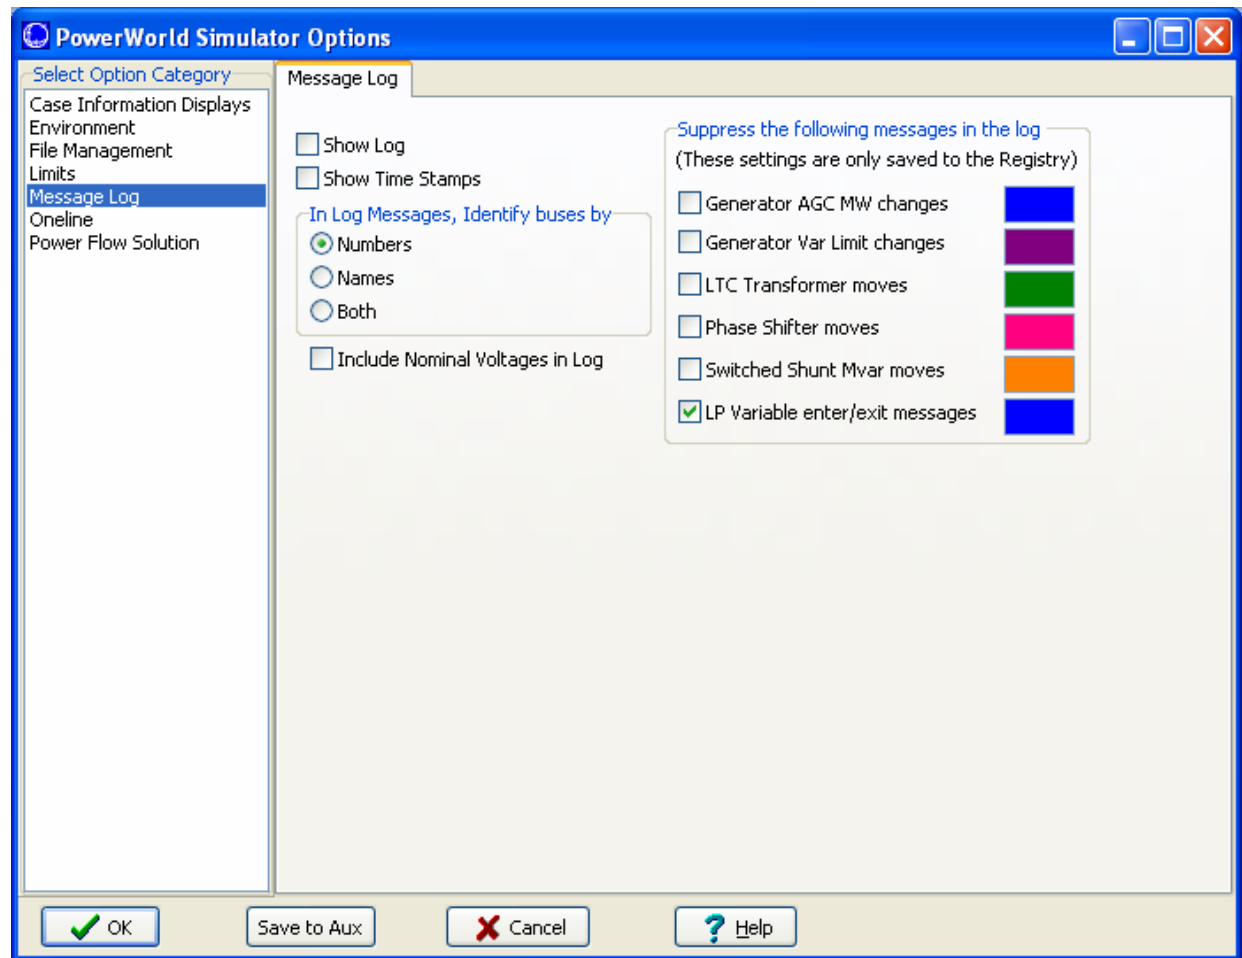 PowerWorld Simulator Options
Select Option Category
Case Information Displays
Environment
File Management
Limits
Message Log
Oneline
Power Flow Solution
Message Log
Show Log
Show Time Stamps
In Log Messages, Identify buses by
Numbers
Names
Both
Include Nominal Voltages in Log
Suppress the following messages in the log
(These settings are only saved to the Registry)
Generator AGC MW changes
Generator Var Limit changes
LTC Transformer moves
Phase Shifter moves
Switched Shunt Mvar moves
LP Variable enter/exit messages
OK
Save to Aux
Cancel
? Help